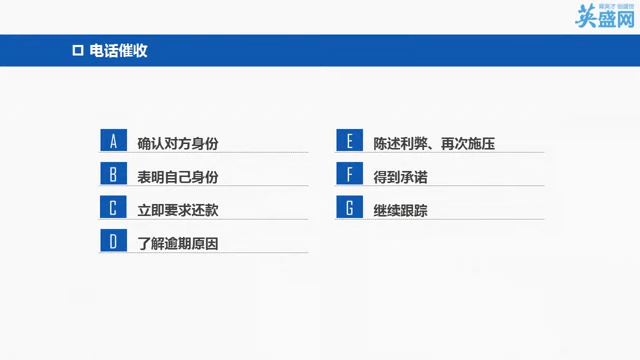 英盛网
电话催收
A 确认对方身份
B 表明自己身份
C 立即要求还款
D 了解逾期原因
E 陈述利弊、再次施压
F 得到承诺
G 继续跟踪